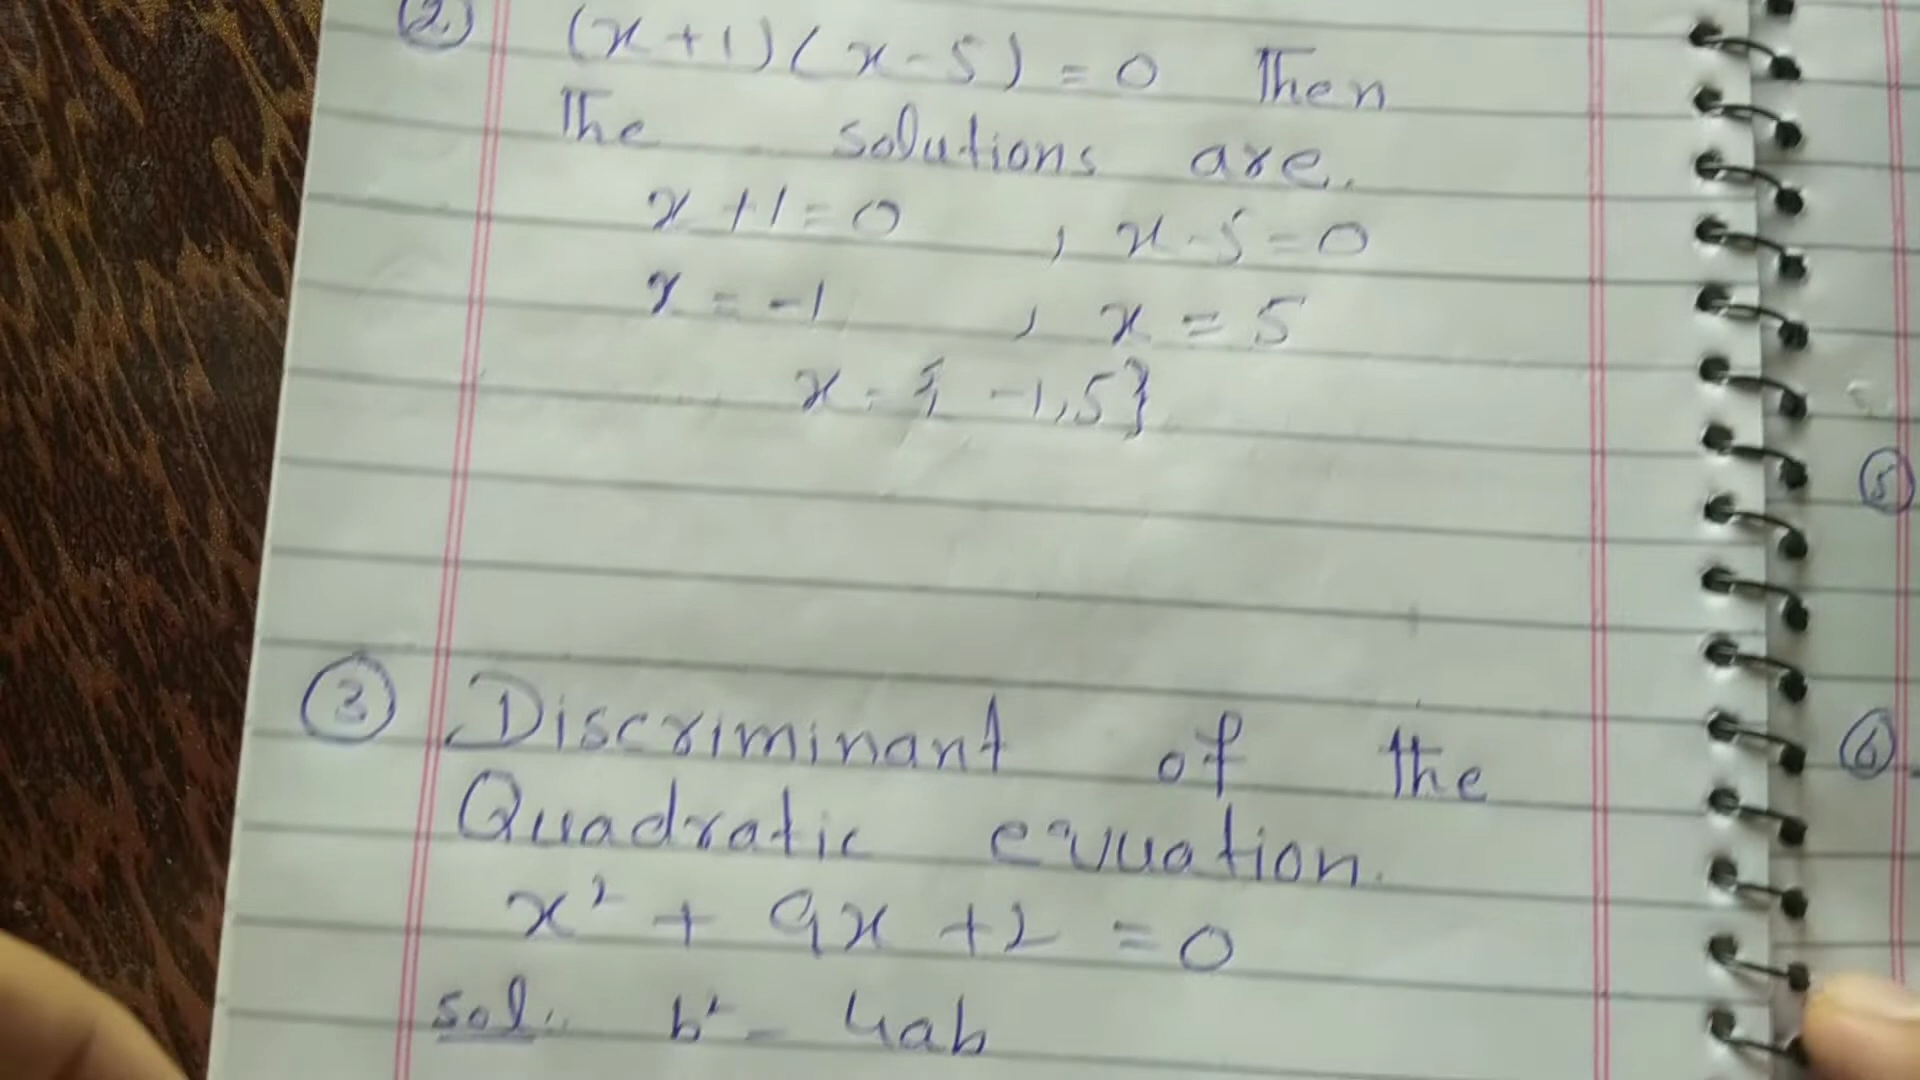 (2) (x+1)(x-5) = 0 Then
The solutions are.
x+1=0 , x-5=0
x = -1 , x = 5
x = {-1,5}
(3) Discriminant of the
Quadratic equation.
x² + 9x +2 = 0
sol:. b² - 4ab
(5)
(6)